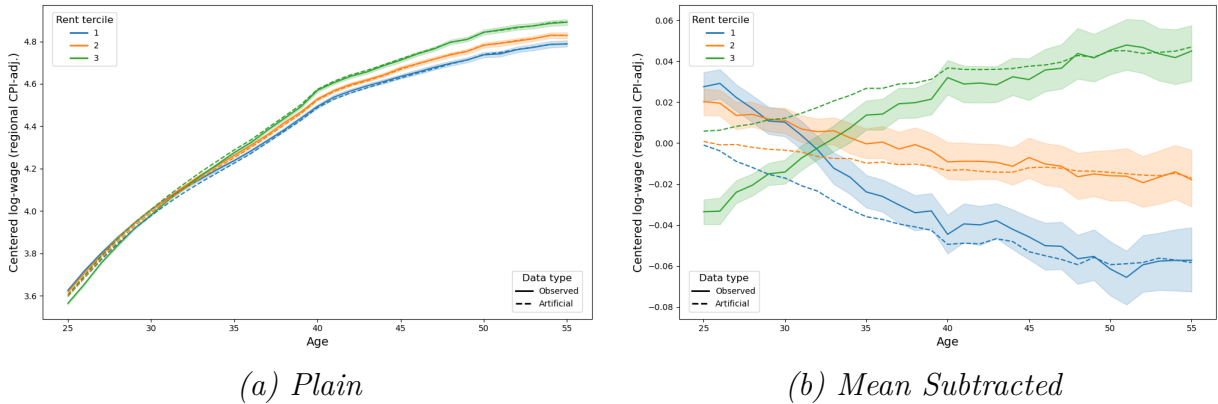 Centered log-wage (regional CPI-adj.)
4.8
4.6
4.4
4.2
4.0
3.8
3.6
Rent tercile
1
2
3
Data type
Observed
Artificial
25
30
35
40
45
50
55
Age
(a) Plain
Centered log-wage (regional CPI-adj.)
0.06
0.04
0.02
0.00
−0.02
−0.04
−0.06
−0.08
Rent tercile
1
2
3
Data type
Observed
Artificial
25
30
35
40
45
50
55
Age
(b) Mean Subtracted